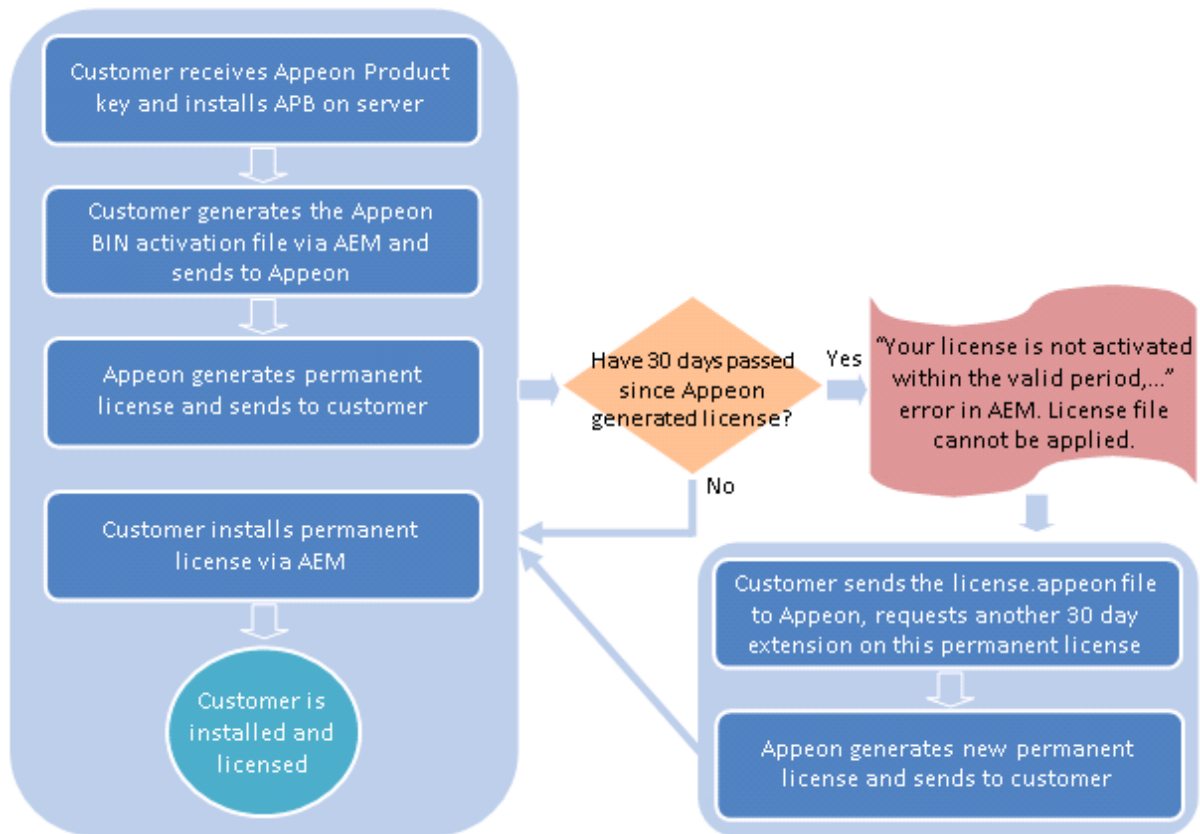 Customer receives Appeon Product
key and installs APB on server
Customer generates the Appeon
BIN activation file via AEM and
sends to Appeon
Appeon generates permanent
license and sends to customer
Have 30 days passed
since Appeon
generated license?
Yes
"Your license is not activated
within the valid period,..."
error in AEM. License file
cannot be applied.
No
Customer installs permanent
license via AEM
Customer is
installed and
licensed
Customer sends the license.appeon file
to Appeon, requests another 30 day
extension on this permanent license
Appeon generates new permanent
license and sends to customer